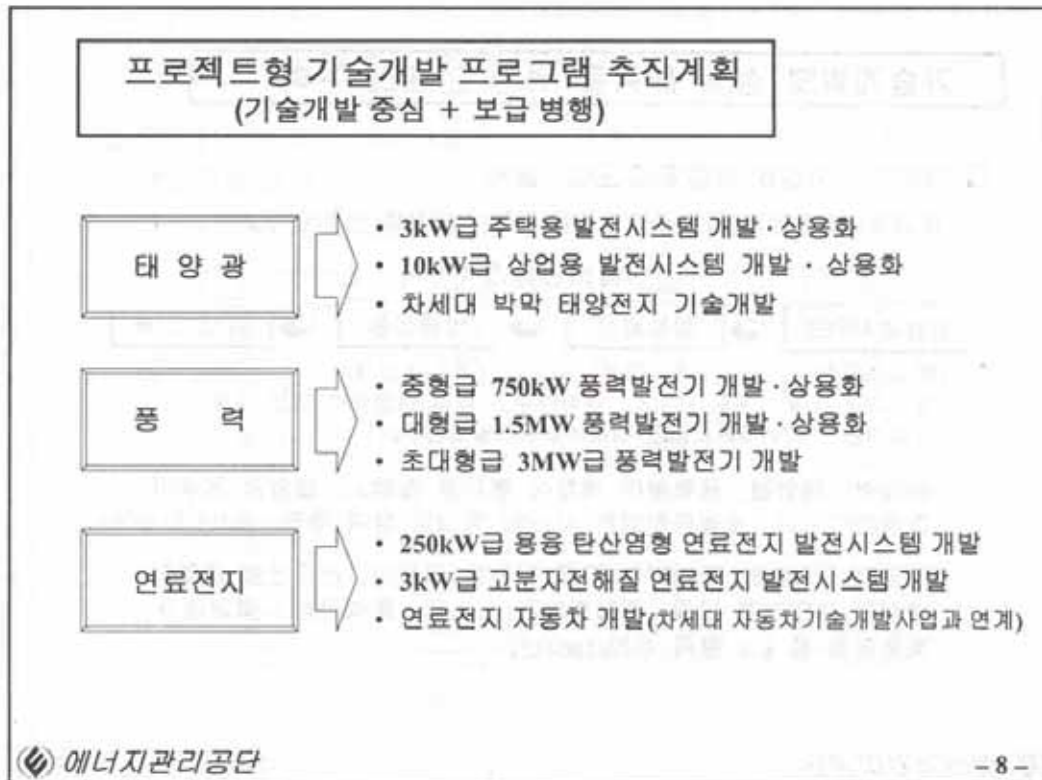 프로젝트형 기술개발 프로그램 추진계획
(기술개발 중심 + 보급 병행)
태 양 광
• 3kW급 주택용 발전시스템 개발 · 상용화
• 10kW급 상업용 발전시스템 개발 · 상용화
• 차세대 박막 태양전지 기술개발
풍 력
• 중형급 750kW 풍력발전기 개발 · 상용화
• 대형급 1.5MW 풍력발전기 개발 · 상용화
• 초대형급 3MW급 풍력발전기 개발
연료전지
• 250kW급 용융 탄산염형 연료전지 발전시스템 개발
• 3kW급 고분자전해질 연료전지 발전시스템 개발
• 연료전지 자동차 개발(차세대 자동차기술개발사업과 연계)
에너지관리공단
– 8 –